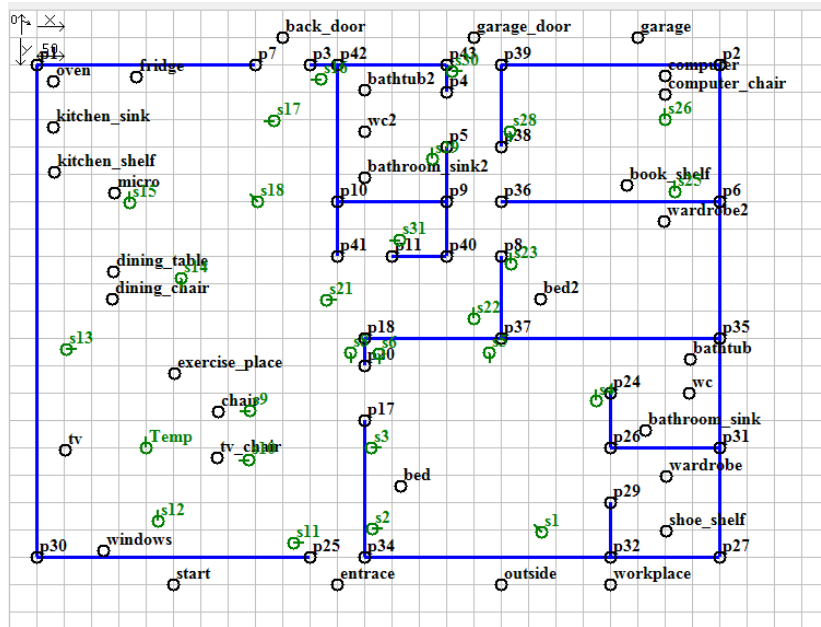 back_door
garage_door
garage
0
X
Y
50
p1
p7
p3
p42
p43
p39
p2
oven
fridge
s16
s30
computer
bathtub2
p4
computer_chair
kitchen_sink
s17
wc2
s28
s26
p5
p38
kitchen_shelf
bathroom_sink2
micro
s15
s18
book_shelf
s25
p10
p9
p36
p6
wardrobe2
s31
p41
p11
p40
p8
s23
dining_table
s14
dining_chair
s21
bed2
s22
s13
p18
p37
p35
s6
bathtub
exercise_place
p24
wc
chair
s9
p17
bathroom_sink
tv
Temp
tv_chair
s3
p26
p31
bed
wardrobe
p29
s12
s2
s1
shoe_shelf
s11
windows
p30
p25
p34
p32
p27
start
entrace
outside
workplace